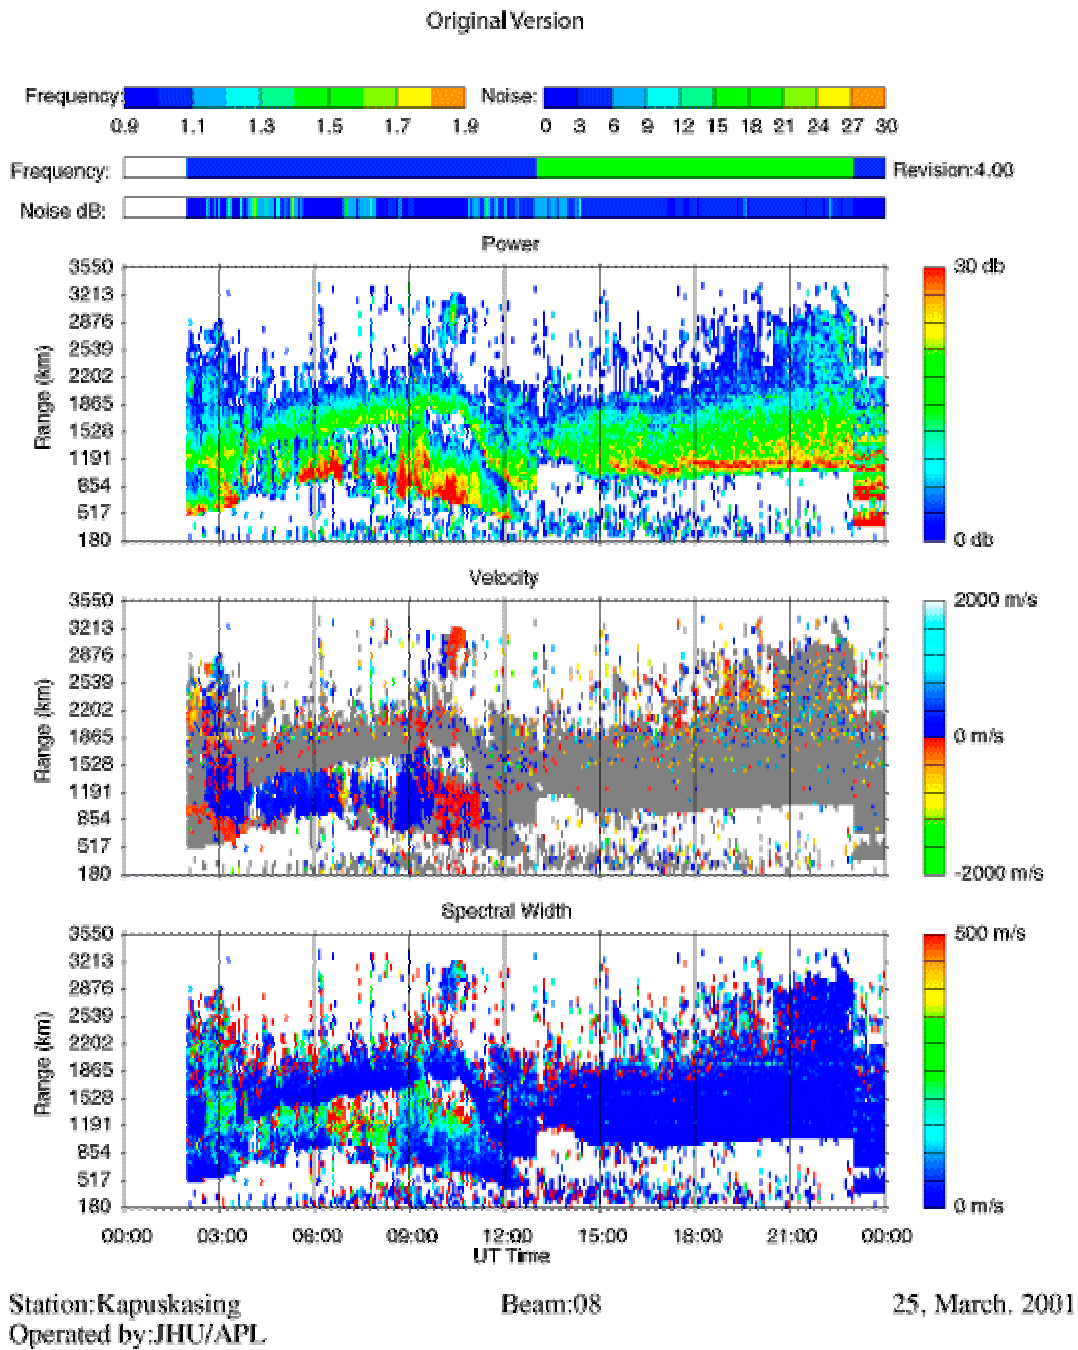 Original Version
Frequency: Noise:
0.9 1.1 1.3 1.5 1.7 1.9 0 3 6 9 12 15 18 21 24 27 30
Frequency: Revision:4.00
Noise dB:
Power
3550 30 db
3213
2876
2539
2202
Range (km)
1865
1528
1191
854
517
180 0 db
Velocity
3550 2000 m/s
3213
2876
2539
2202
Range (km)
1865 0 m/s
1528
1191
854
517
180 -2000 m/s
Spectral Width
3550 500 m/s
3213
2876
2539
2202
Range (km)
1865
1528
1191
854
517
180 0 m/s
00:00 03:00 06:00 09:00 12:00 15:00 18:00 21:00 00:00
UT Time
Station:Kapuskasing Beam:08 25, March. 2001
Operated by:JHU/APL